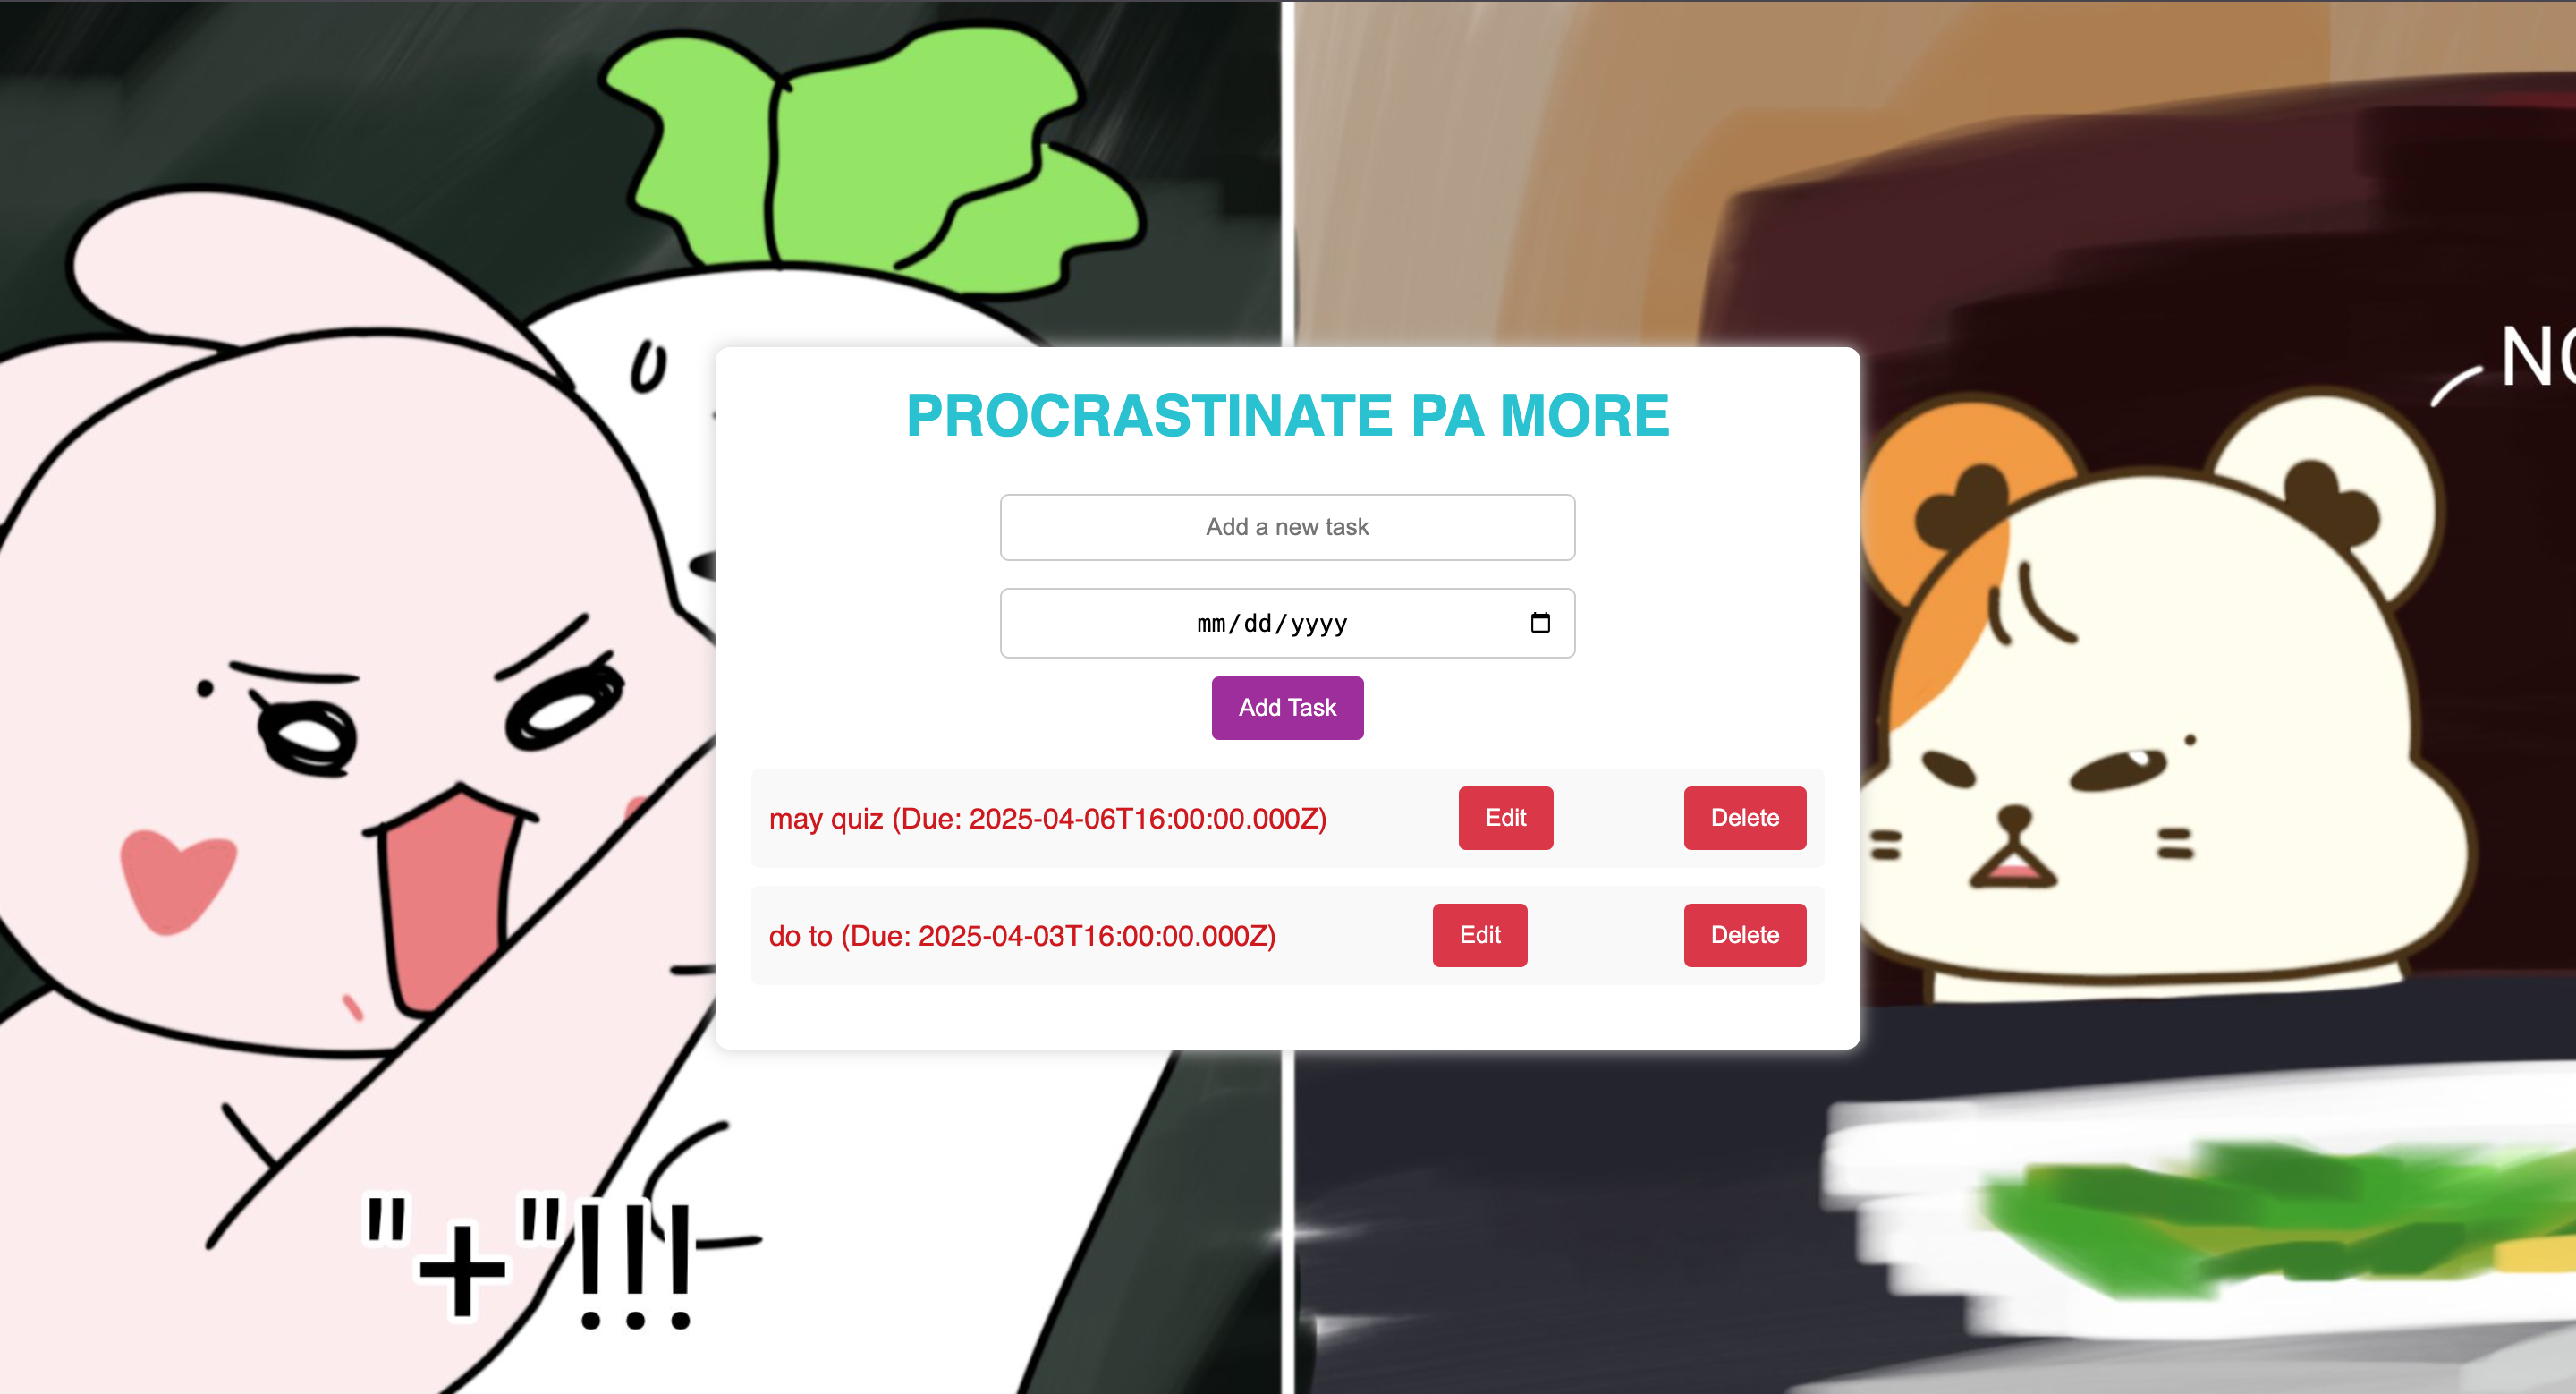 NO
PROCRASTINATE PA MORE
Add a new task
mm/dd/yyyy
Add Task
may quiz (Due: 2025-04-06T16:00:00.000Z) Edit Delete
do to (Due: 2025-04-03T16:00:00.000Z) Edit Delete
"+"!!!